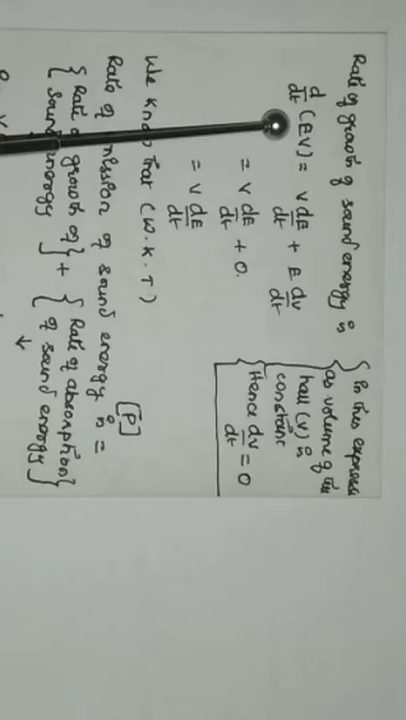 Rate of growth of sound energy is
d/dt (EV) = V dE/dt + E dV/dt
= V dE/dt + 0.
= V dE/dt
{ In this express
as volume of the
hall (V) is
constant
Hence dV/dt = 0
We know that (W.K.T)
Rate of emission of sound energy is = [P]
{ Rate of growth of sound energy } + { Rate of absorption of sound energy }